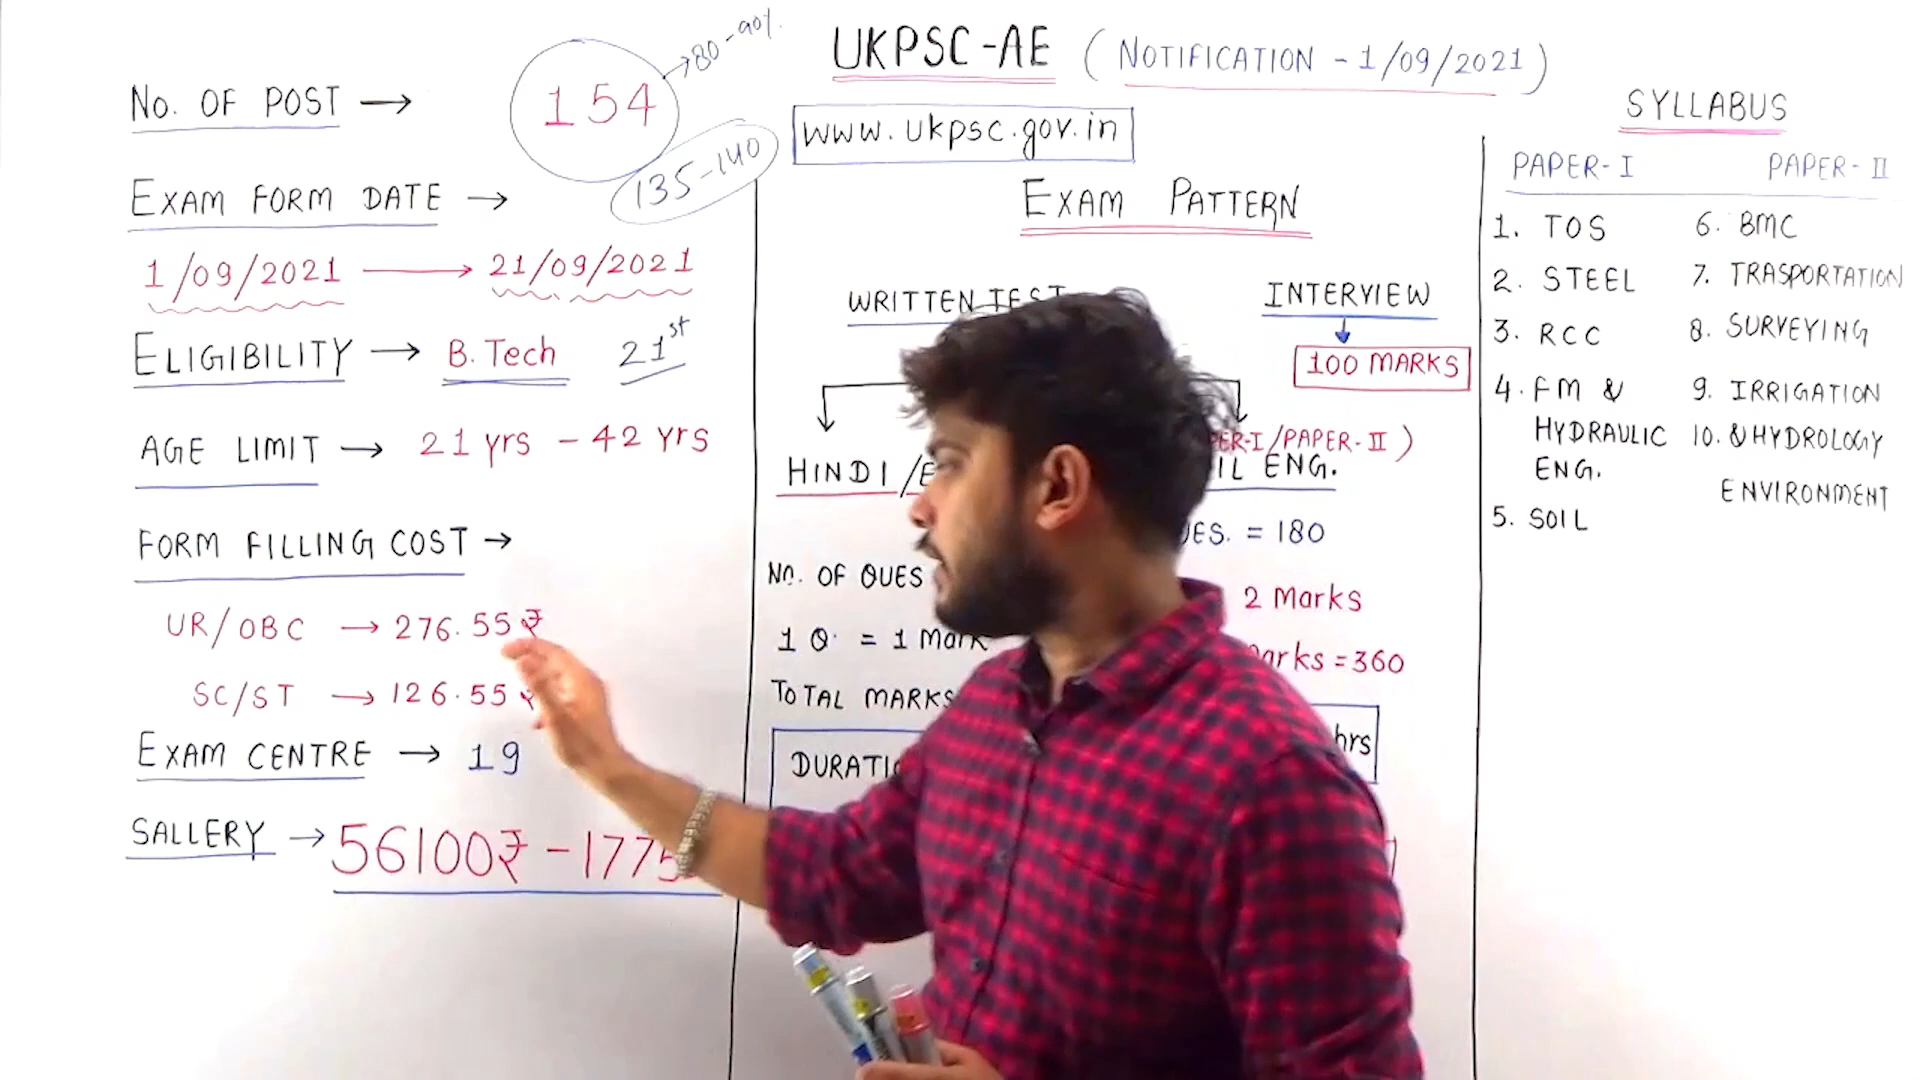 UKPSC-AE ( NOTIFICATION - 1/09/2021 )
www.ukpsc.gov.in
No. OF POST → 154
→ 80-90%
135-140
EXAM FORM DATE →
1/09/2021 → 21/09/2021
ELIGIBILITY → B.Tech 21st
AGE LIMIT → 21 yrs - 42 yrs
FORM FILLING COST →
UR/OBC → 276.55₹
SC/ST → 126.55
EXAM CENTRE → 19
SALLERY → 56100₹ - 1775
EXAM PATTERN
WRITTEN TEST
INTERVIEW
100 MARKS
HINDI /
/PAPER-II )
ENG.
No. OF QUES
= 180
1 Q. = 1 Mark
2 Marks
TOTAL MARKS
= 360
hrs
SYLLABUS
PAPER-I
1. TOS
2. STEEL
3. RCC
4. FM &
HYDRAULIC
ENG.
5. SOIL
PAPER-II
6. BMC
7. TRASPORTATION
8. SURVEYING
9. IRRIGATION
10. & HYDROLOGY
ENVIRONMENT